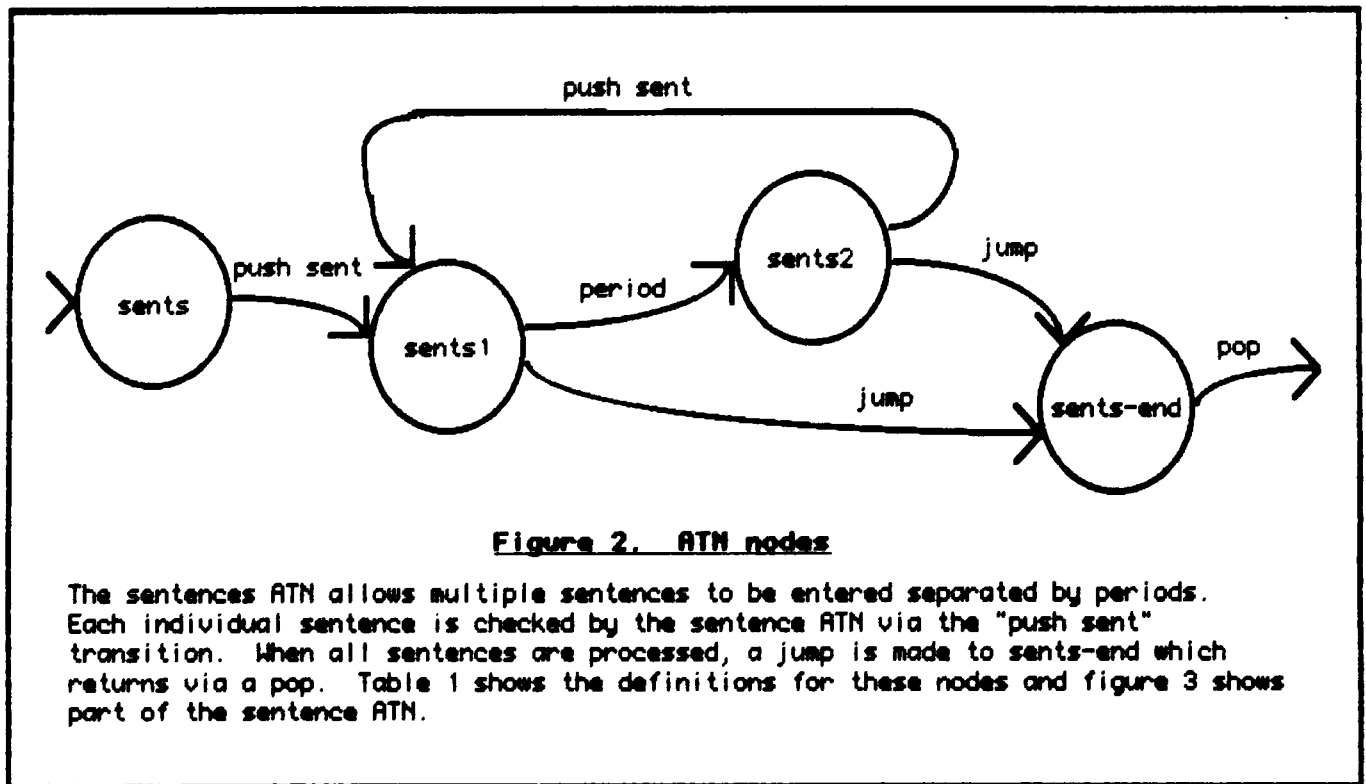 push sent
sents
push sent
sents1
period
sents2
jump
jump
sents-end
pop
Figure 2. ATN nodes
The sentences ATN allows multiple sentences to be entered separated by periods.
Each individual sentence is checked by the sentence ATN via the "push sent"
transition. When all sentences are processed, a jump is made to sents-end which
returns via a pop. Table 1 shows the definitions for these nodes and figure 3 shows
part of the sentence ATN.